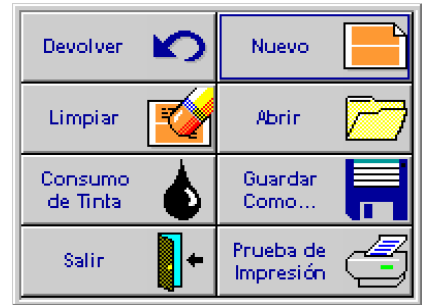 Devolver
Nuevo
Limpiar
Abrir
Consumo
de Tinta
Guardar
Como...
Salir
Prueba de
Impresión